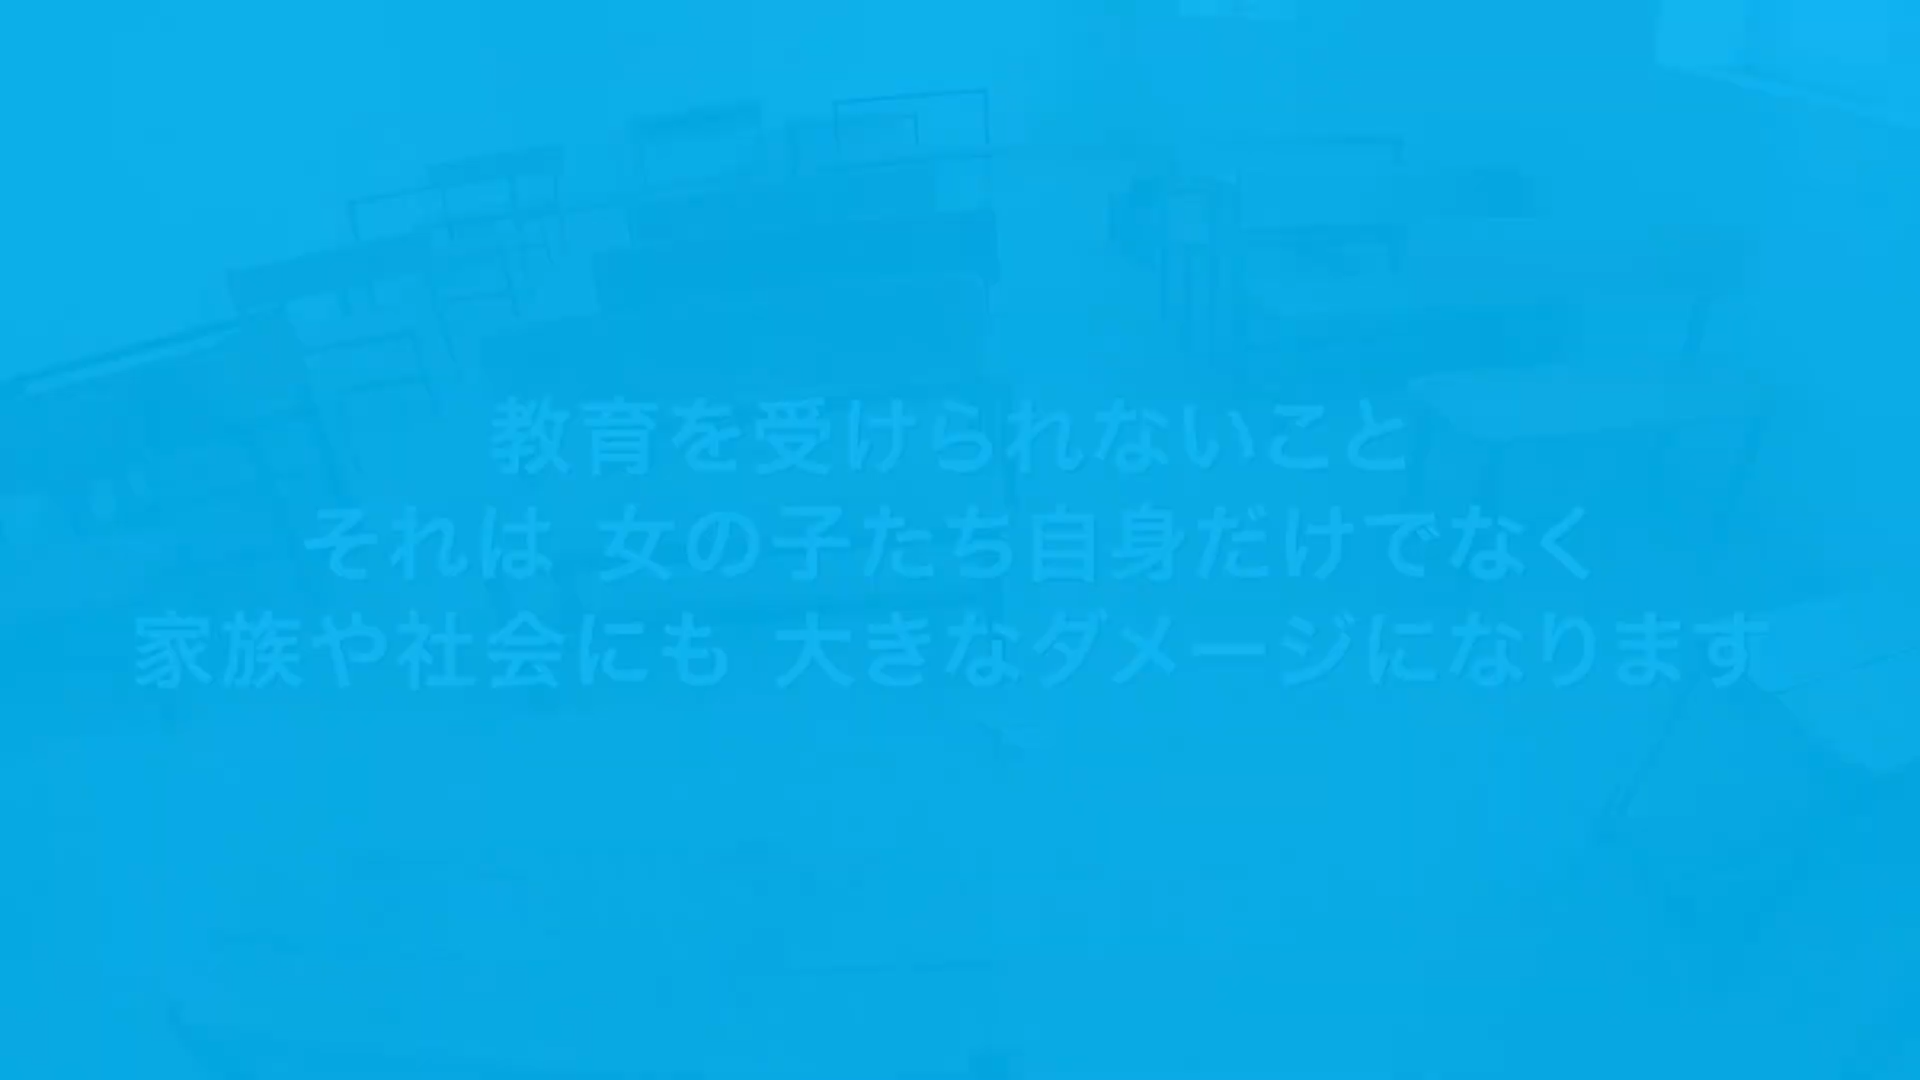 教育を受けられないこと
それは 女の子たち自身だけでなく
家族や社会にも 大きなダメージになります